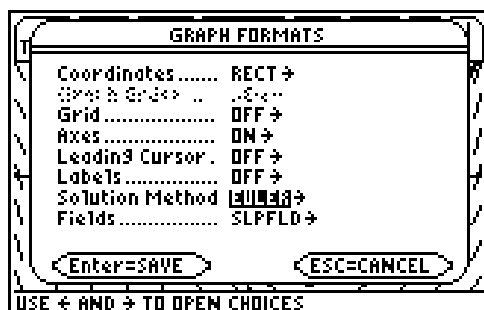 GRAPH FORMATS
Coordinates....... RECT→
Grid................... OFF→
Axes.................. ON→
Leading Cursor. OFF→
Labels................ OFF→
Solution Method EULER→
Fields................ SLPFLD→
Enter=SAVE ESC=CANCEL
USE ← AND → TO OPEN CHOICES